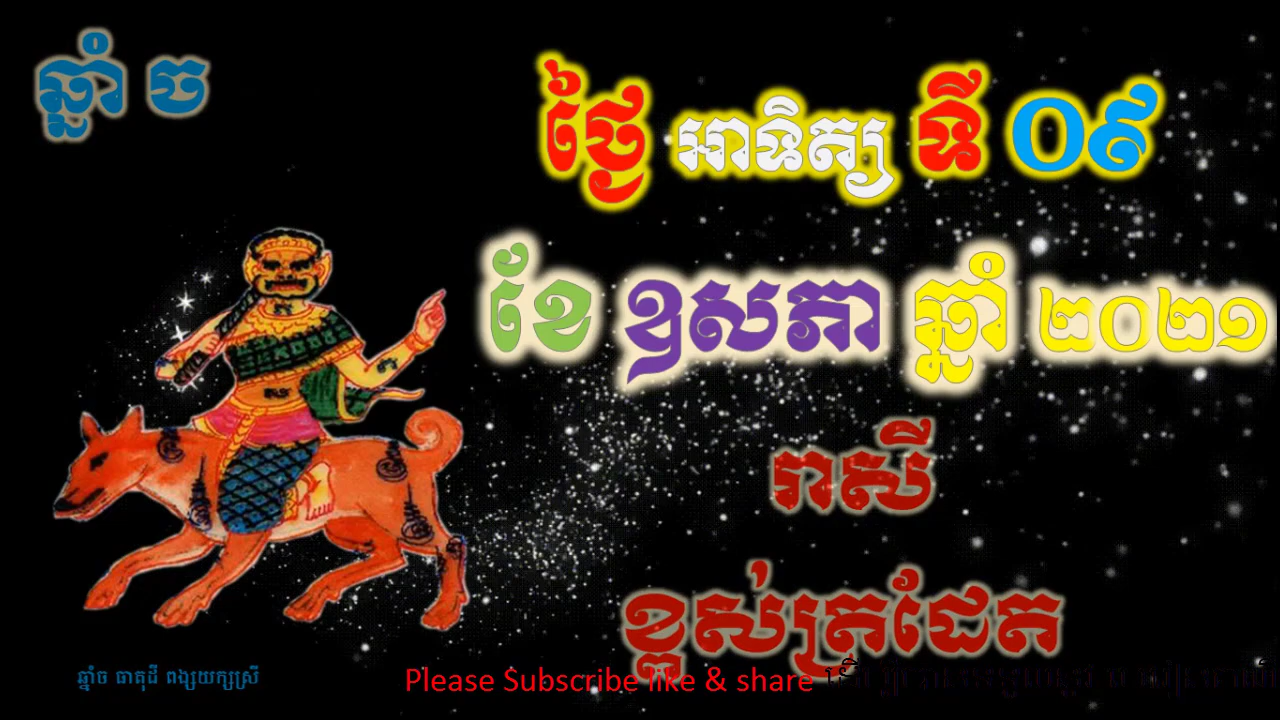 ឆ្នាំ ច
ថ្ងៃ អាទិត្យ ទី ០៩
ខែ ឧសភា ឆ្នាំ ២០២១
រាសី
ខ្ពស់ត្រដែត
ឆ្នាំច ធាតុដី ពង្សយក្សស្រី
Please Subscribe like & share